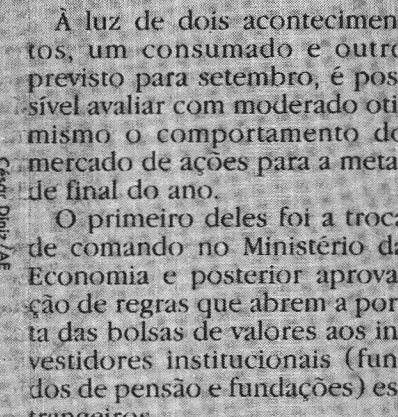 À luz de dois acontecimen
tos, um consumado e outro
previsto para setembro, é pos
sível avaliar com moderado oti
mismo o comportamento do
mercado de ações para a meta
de final do ano.
O primeiro deles foi a troca
de comando no Ministério da
Economia e posterior aprova
ção de regras que abrem a por
ta das bolsas de valores aos in
vestidores institucionais (fun
dos de pensão e fundações) es
trangeiros
César Diniz/AE